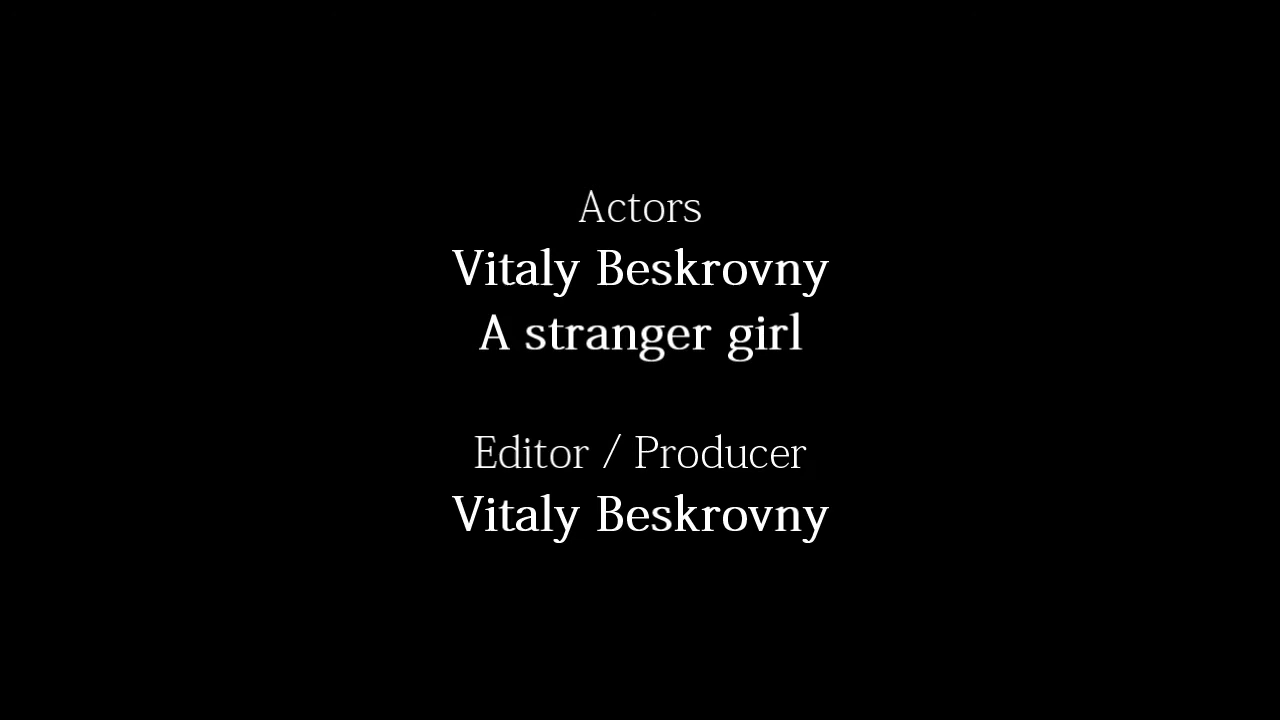 Actors
Vitaly Beskrovny
A stranger girl
Editor / Producer
Vitaly Beskrovny